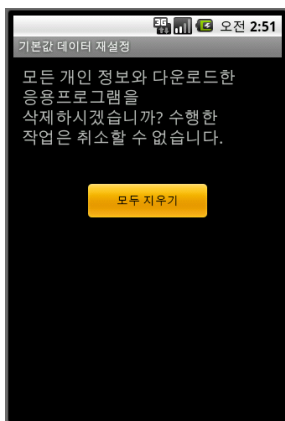 3G 오전 2:51
기본값 데이터 재설정
모든 개인 정보와 다운로드한
응용프로그램을
삭제하시겠습니까? 수행한
작업은 취소할 수 없습니다.
모두 지우기